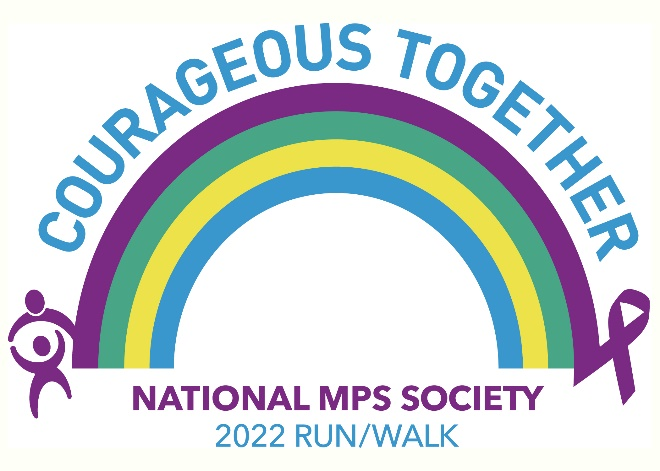 COURAGEOUS TOGETHER
NATIONAL MPS SOCIETY
2022 RUN/WALK